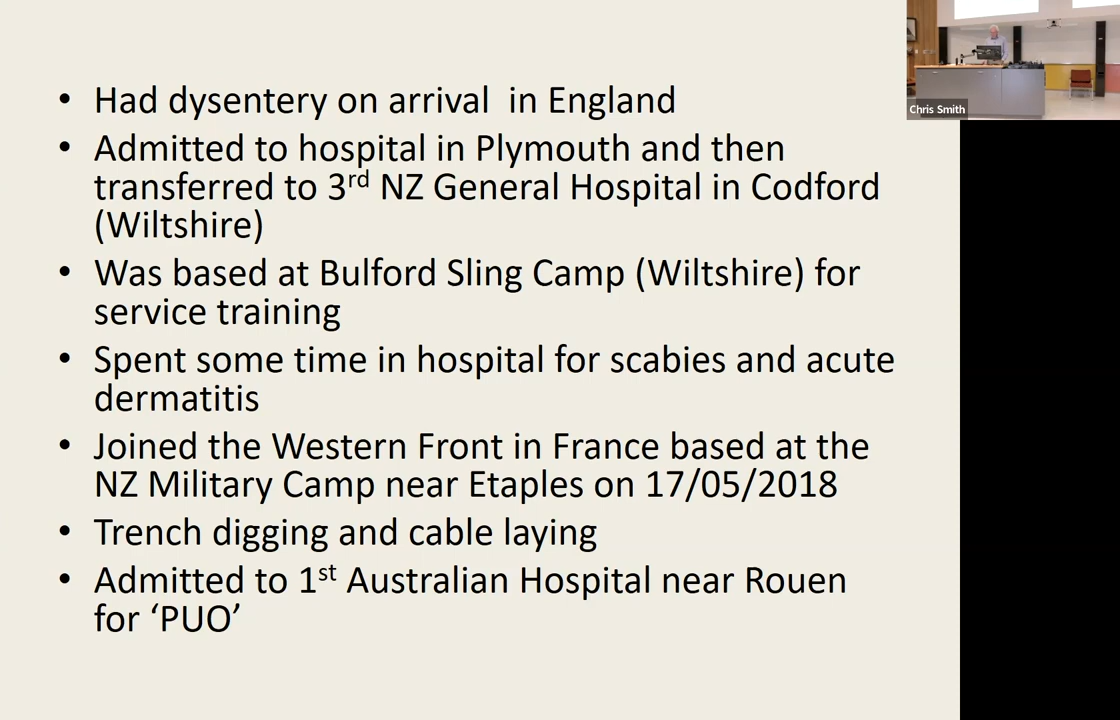 • Had dysentery on arrival  in England
• Admitted to hospital in Plymouth and then
transferred to 3rd NZ General Hospital in Codford
(Wiltshire)
• Was based at Bulford Sling Camp (Wiltshire) for
service training
• Spent some time in hospital for scabies and acute
dermatitis
• Joined the Western Front in France based at the
NZ Military Camp near Etaples on 17/05/2018
• Trench digging and cable laying
• Admitted to 1st Australian Hospital near Rouen
for ‘PUO’
Chris Smith